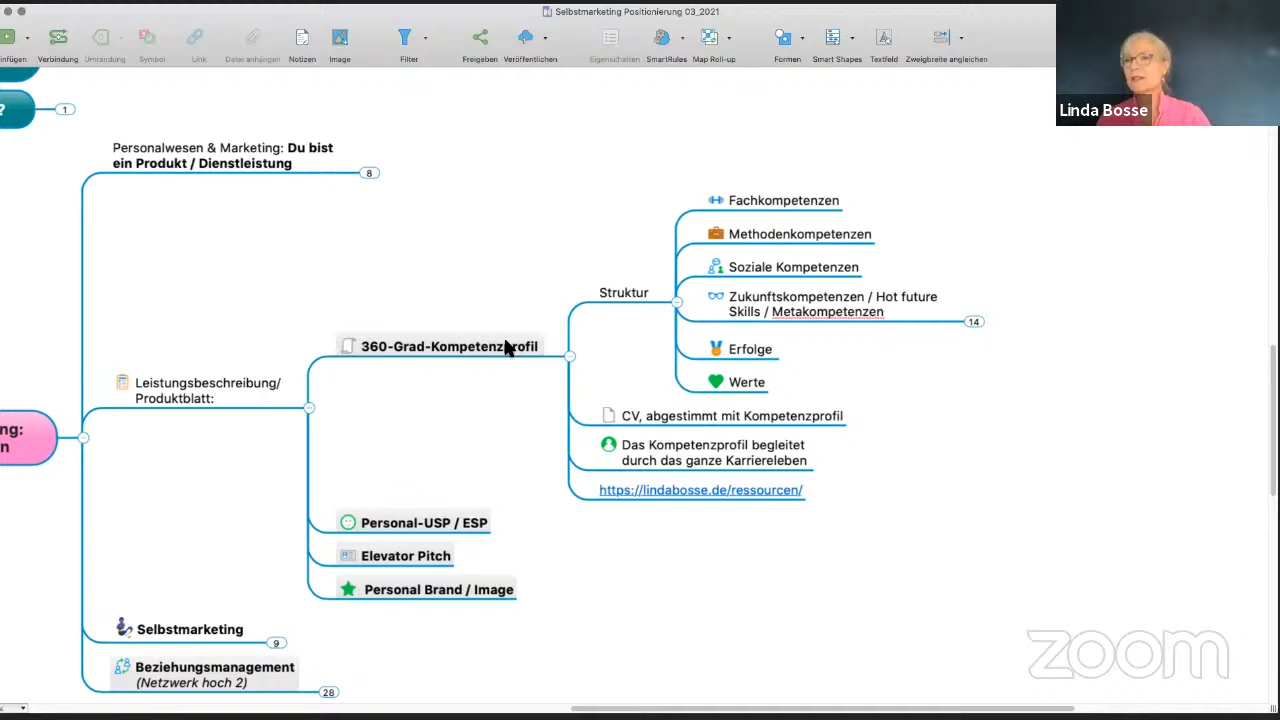 Selbstmarketing Positionierung 03_2021
infügen
Verbindung
Umrandung
Symbol
Link
Datei anhängen
Notizen
Image
Filter
Freigeben
Veröffentlichen
Eigenschaften
SmartRules
Map Roll-up
Formen
Smart Shapes
Textfeld
Zweigbreite angleichen
Linda Bosse
?
1
Personalwesen & Marketing: Du bist
ein Produkt / Dienstleistung
8
Fachkompetenzen
Methodenkompetenzen
Soziale Kompetenzen
Struktur
Zukunftskompetenzen / Hot future
Skills / Metakompetenzen
14
Erfolge
Werte
360-Grad-Kompetenzprofil
Leistungsbeschreibung/
Produktblatt:
CV, abgestimmt mit Kompetenzprofil
ng:
n
Das Kompetenzprofil begleitet
durch das ganze Karriereleben
https://lindabosse.de/ressourcen/
Personal-USP / ESP
Elevator Pitch
Personal Brand / Image
Selbstmarketing
9
Beziehungsmanagement
(Netzwerk hoch 2)
28
zoom